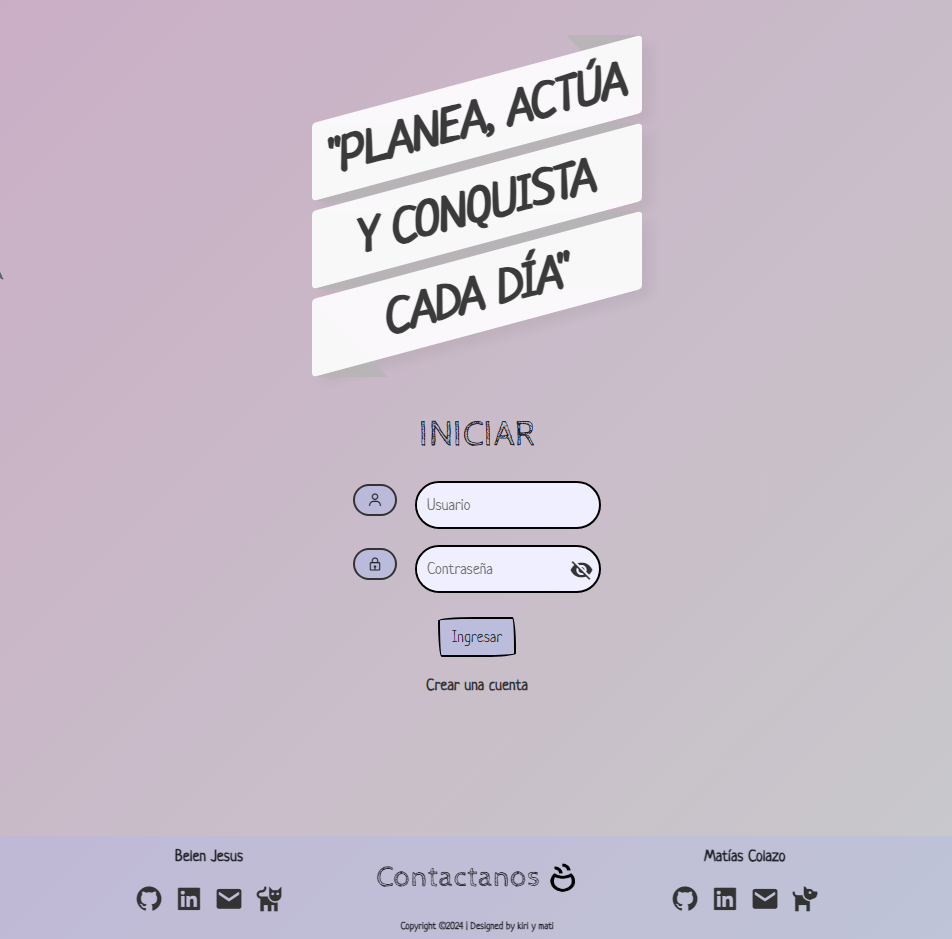 "PLANEA, ACTÚA
Y CONQUISTA
CADA DÍA"
INICIAR
Usuario
Contraseña
Ingresar
Crear una cuenta
Belen Jesus
Contactanos
Matías Colazo
Copyright ©2024 | Designed by kiri y mati